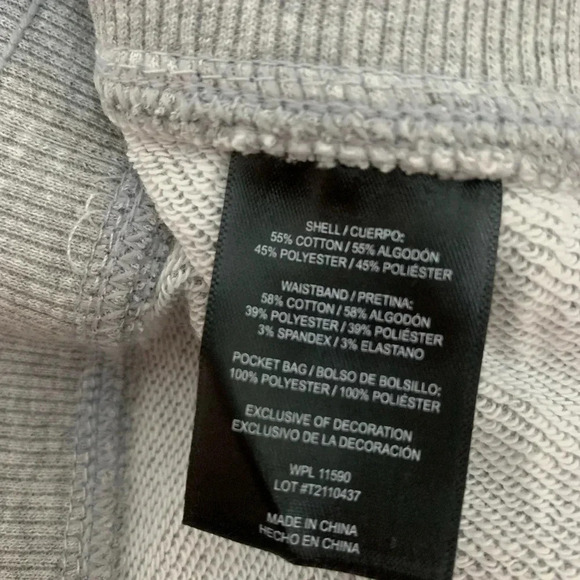 SHELL / CUERPO:
55% COTTON / 55% ALGODÓN
45% POLYESTER / 45% POLIÉSTER
WAISTBAND / PRETINA:
58% COTTON / 58% ALGODÓN
39% POLYESTER / 39% POLIÉSTER
3% SPANDEX / 3% ELASTANO
POCKET BAG / BOLSO DE BOLSILLO:
100% POLYESTER / 100% POLIÉSTER
EXCLUSIVE OF DECORATION
EXCLUSIVO DE LA DECORACIÓN
WPL 11590
LOT #T2110437
MADE IN CHINA
HECHO EN CHINA